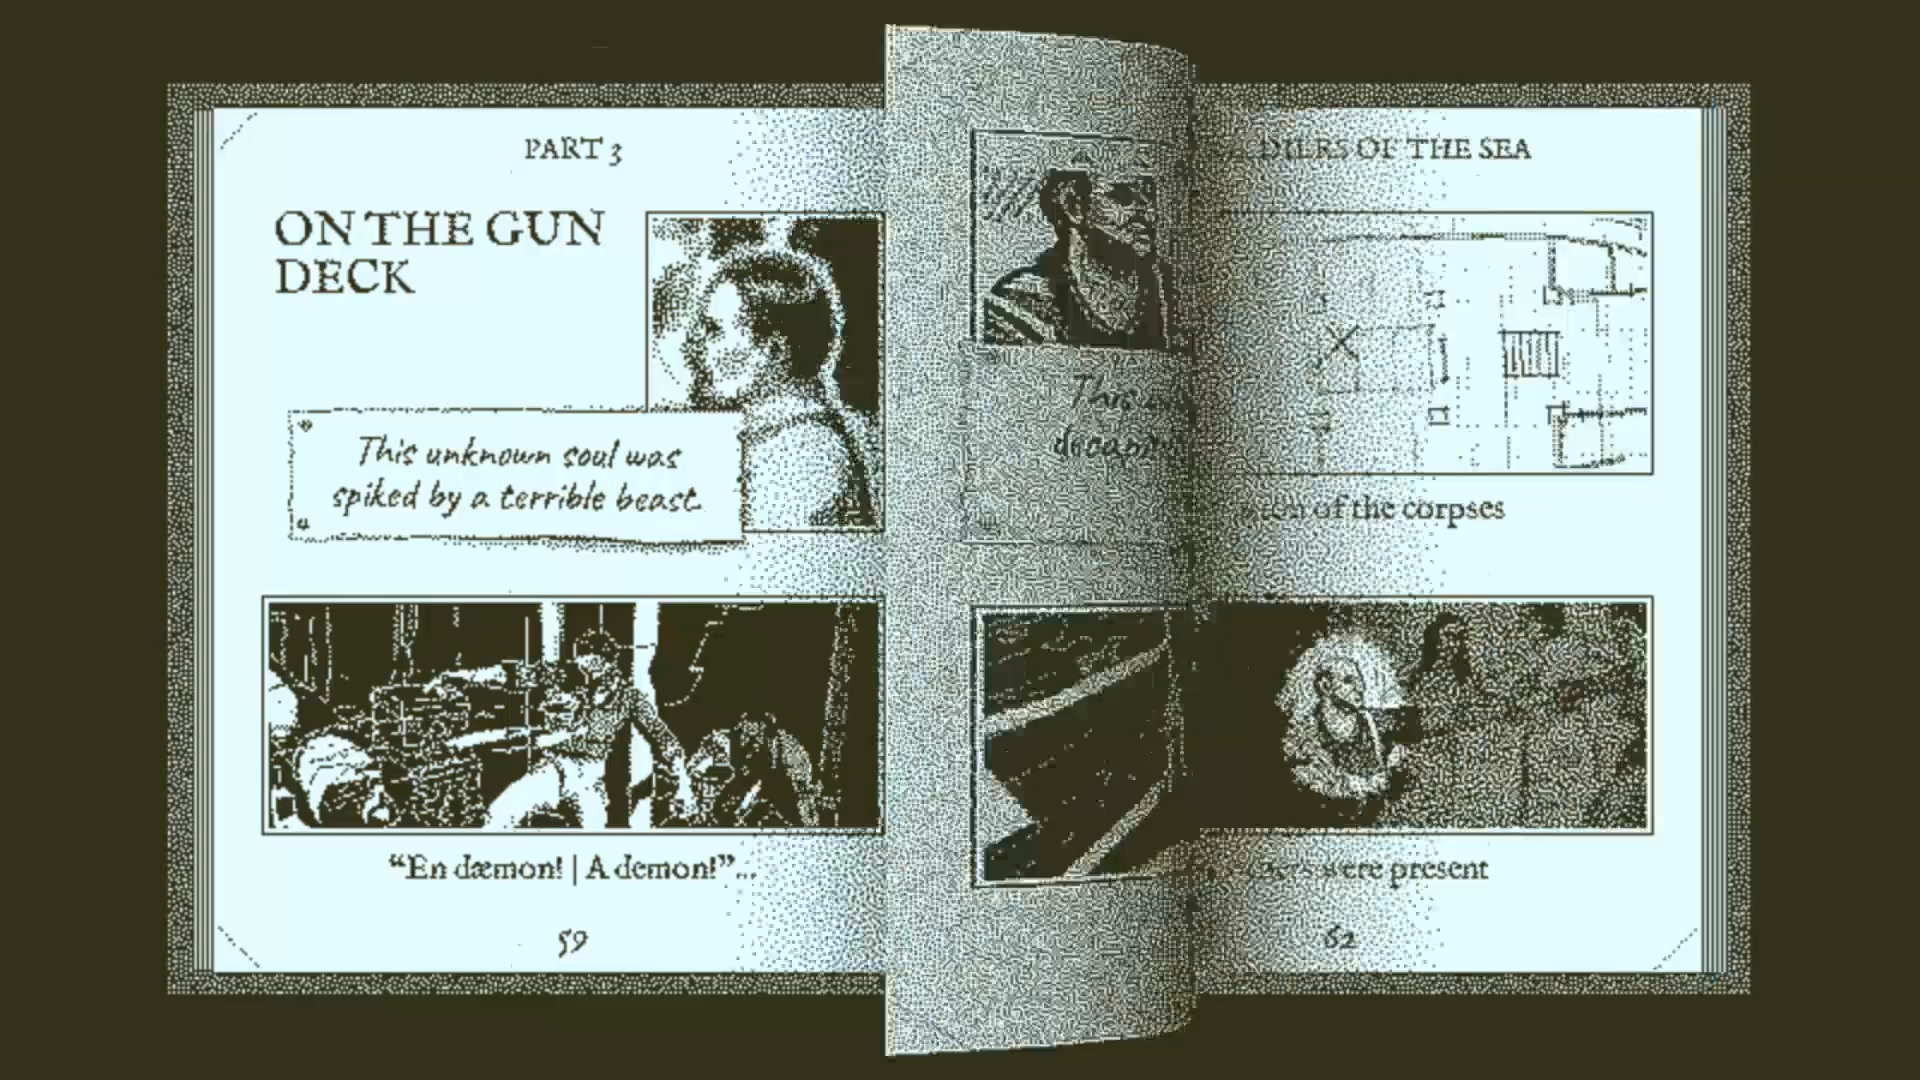 PART 3
ON THE GUN
DECK
This unknown soul was
spiked by a terrible beast.
“En dæmon! | A demon!”...
59
This
OF THE SEA
of the corpses
were present
62